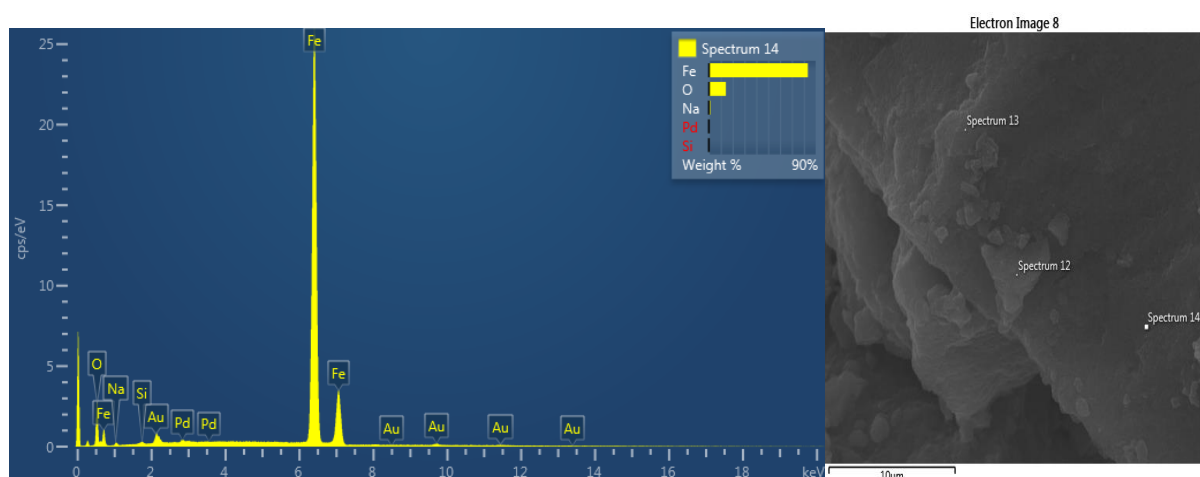 Electron Image 8
25
20
15
10
5
0
cps/eV
Fe
O
Na
Si
Fe
Au
Pd
Pd
Fe
Au
Au
Au
Au
0 2 4 6 8 10 12 14 16 18 keV
Spectrum 14
Fe
O
Na
Pd
Si
Weight % 90%
Spectrum 13
Spectrum 12
Spectrum 14
10µm